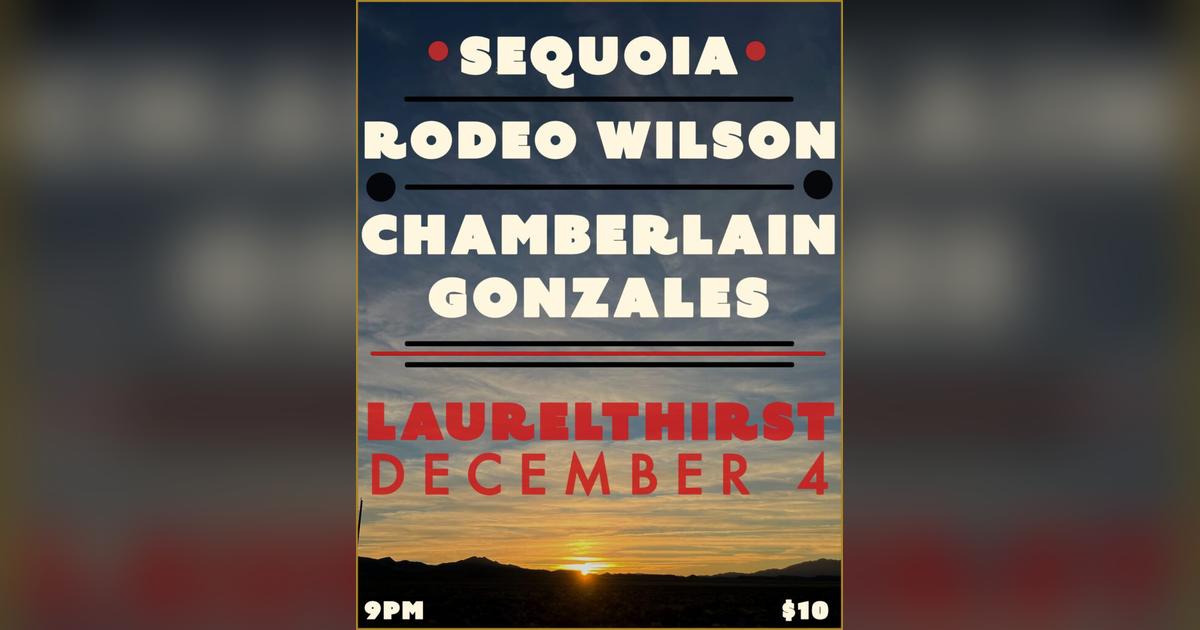 SEQUOIA
RODEO WILSON
CHAMBERLAIN
GONZALES
LAURELTHIRST
DECEMBER 4
9PM
$10